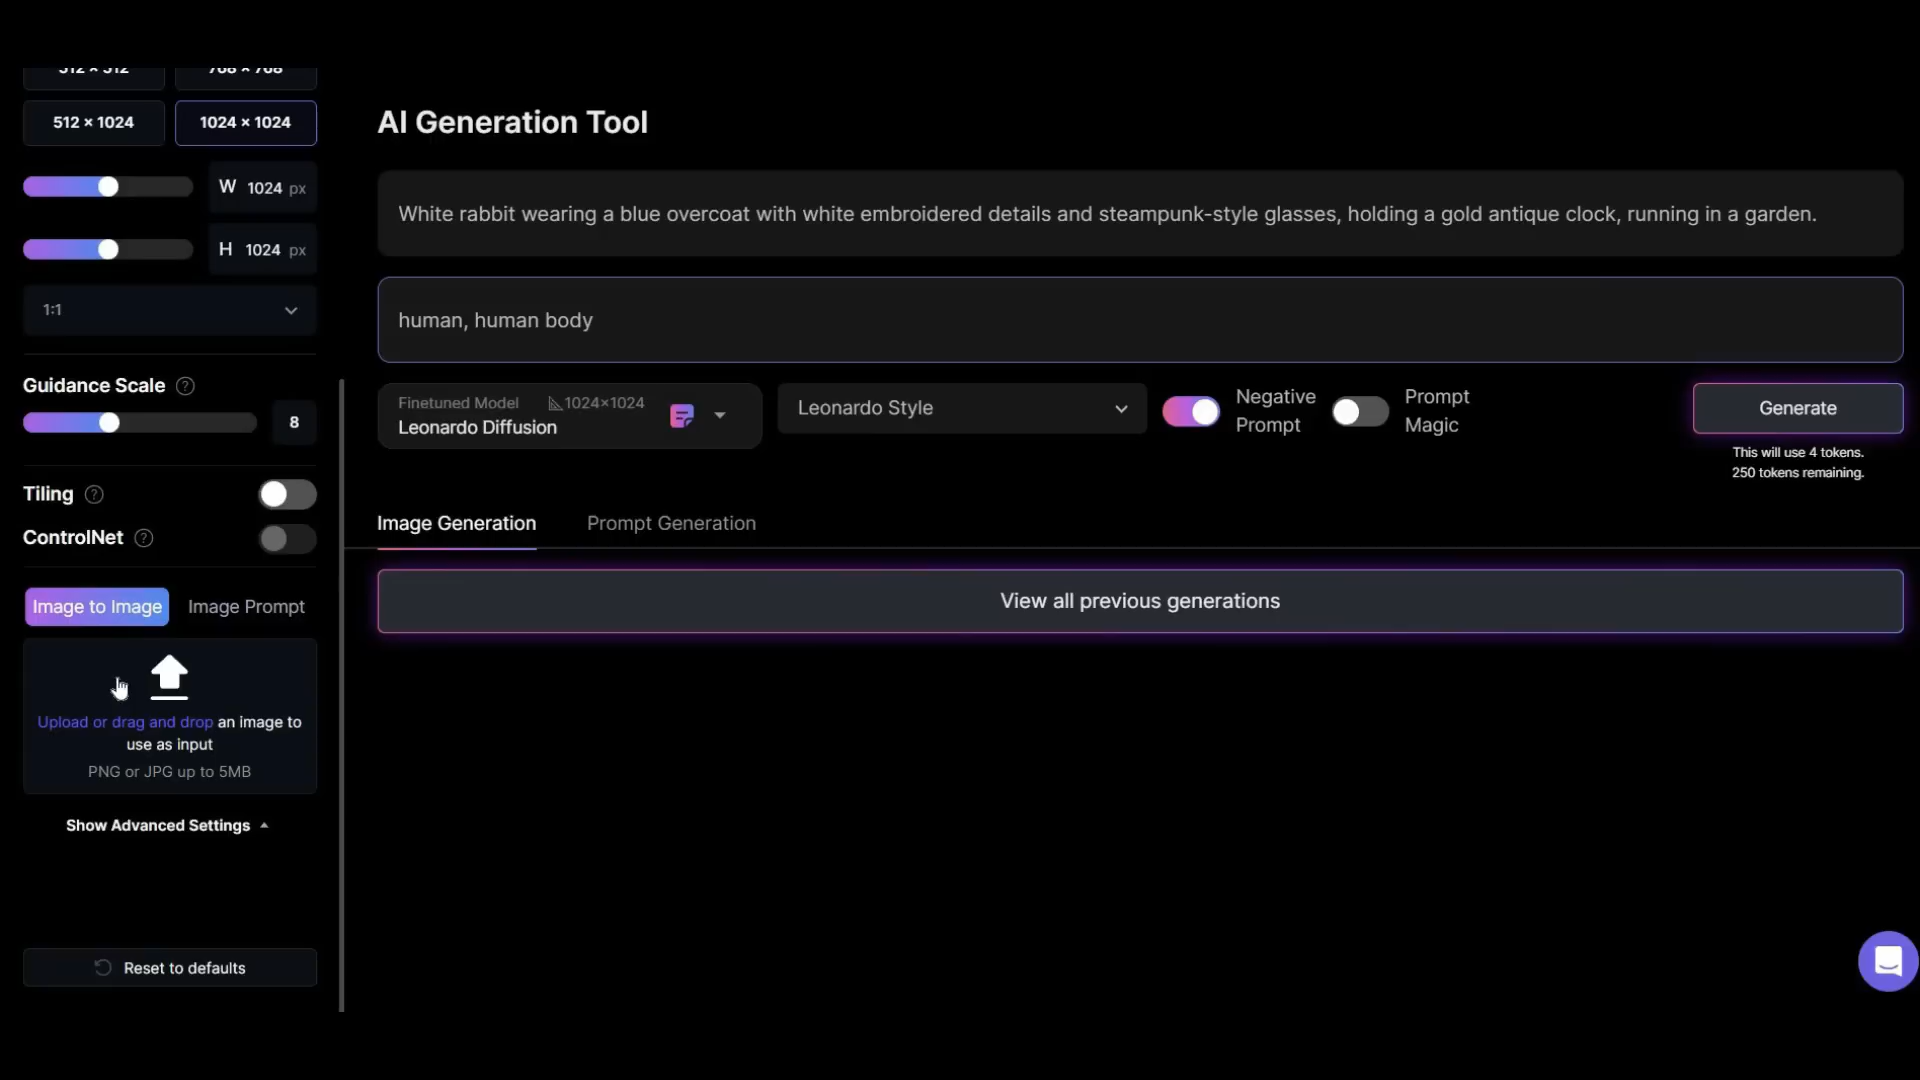 512 × 512
768 × 768
512 × 1024
1024 × 1024
W 1024 px
H 1024 px
1:1
Guidance Scale ?
8
Tiling ?
ControlNet ?
Image to Image
Image Prompt
Upload or drag and drop an image to
use as input
PNG or JPG up to 5MB
Show Advanced Settings
Reset to defaults
AI Generation Tool
White rabbit wearing a blue overcoat with white embroidered details and steampunk-style glasses, holding a gold antique clock, running in a garden.
human, human body
Finetuned Model 1024×1024
Leonardo Diffusion
Leonardo Style
Negative
Prompt
Prompt
Magic
Generate
This will use 4 tokens.
250 tokens remaining.
Image Generation
Prompt Generation
View all previous generations